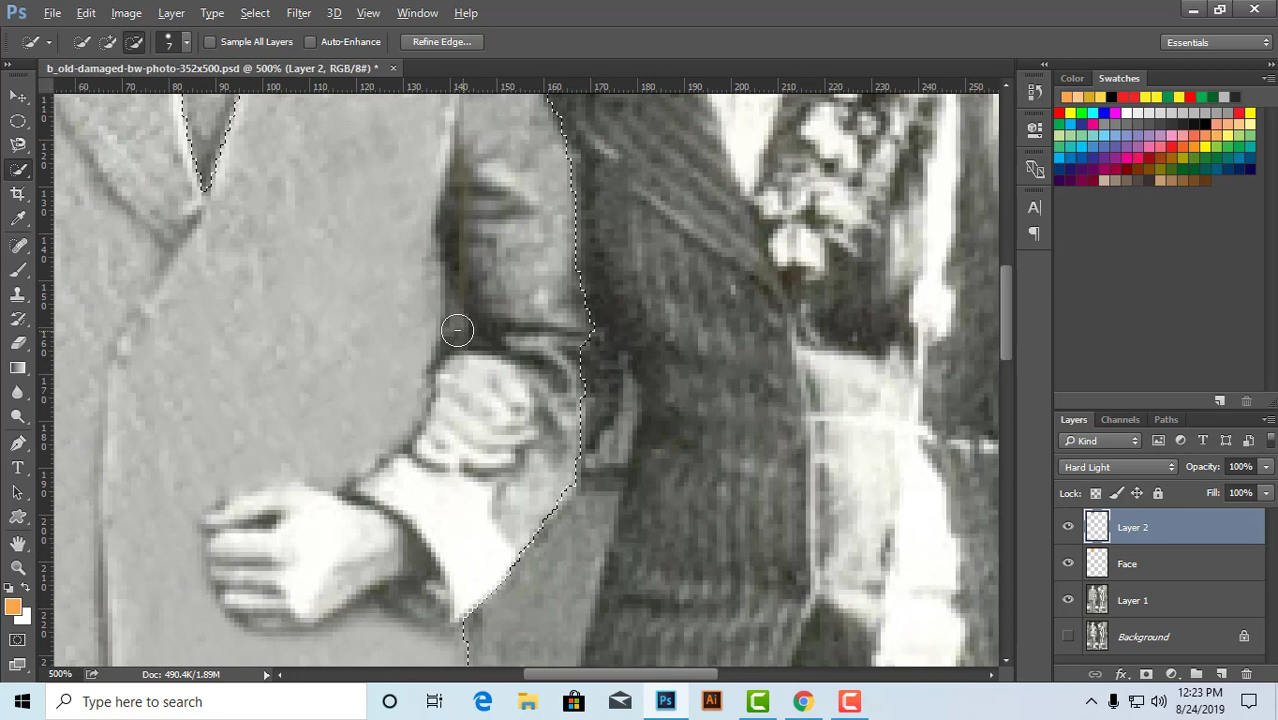 Ps File Edit Image Layer Type Select Filter 3D View Window Help
7 Sample All Layers Auto-Enhance Refine Edge... Essentials
b_old-damaged-bw-photo-352x500.psd @ 500% (Layer 2, RGB/8#) *
60 70 80 90 100 110 120 130 140 150 160 170 180 190 200 210 220 230 240 250
Color Swatches
Layers Channels Paths
Kind
Hard Light Opacity: 100%
Lock: Fill: 100%
Layer 2
Face
Layer 1
Background
500% Doc: 490.4K/1.89M
Type here to search
12:23 PM
8/24/2019